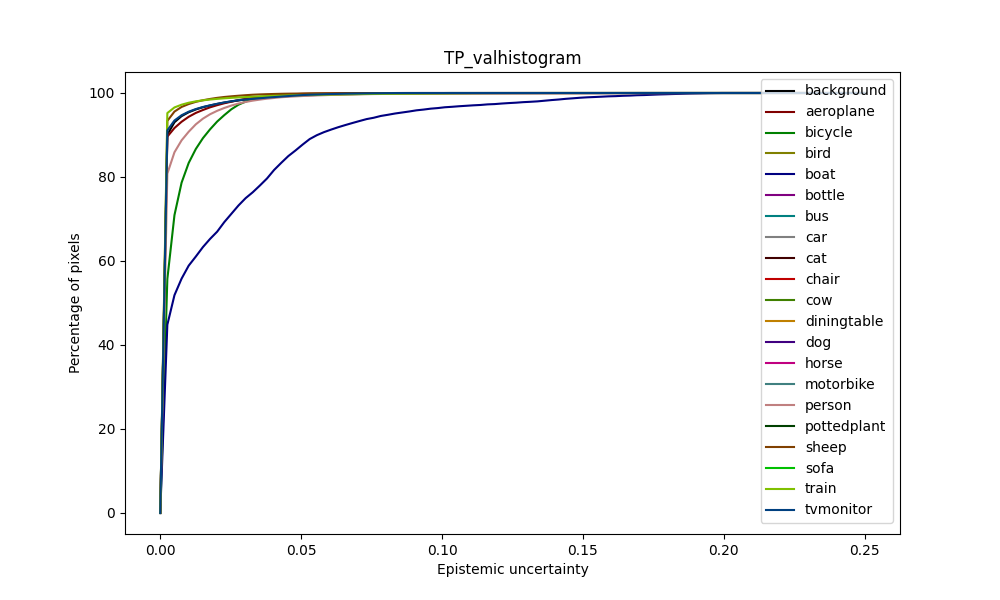 TP_valhistogram
Percentage of pixels
100
80
60
40
20
0
0.00
0.05
0.10
0.15
0.20
0.25
Epistemic uncertainty
background
aeroplane
bicycle
bird
boat
bottle
bus
car
cat
chair
cow
diningtable
dog
horse
motorbike
person
pottedplant
sheep
sofa
train
tvmonitor